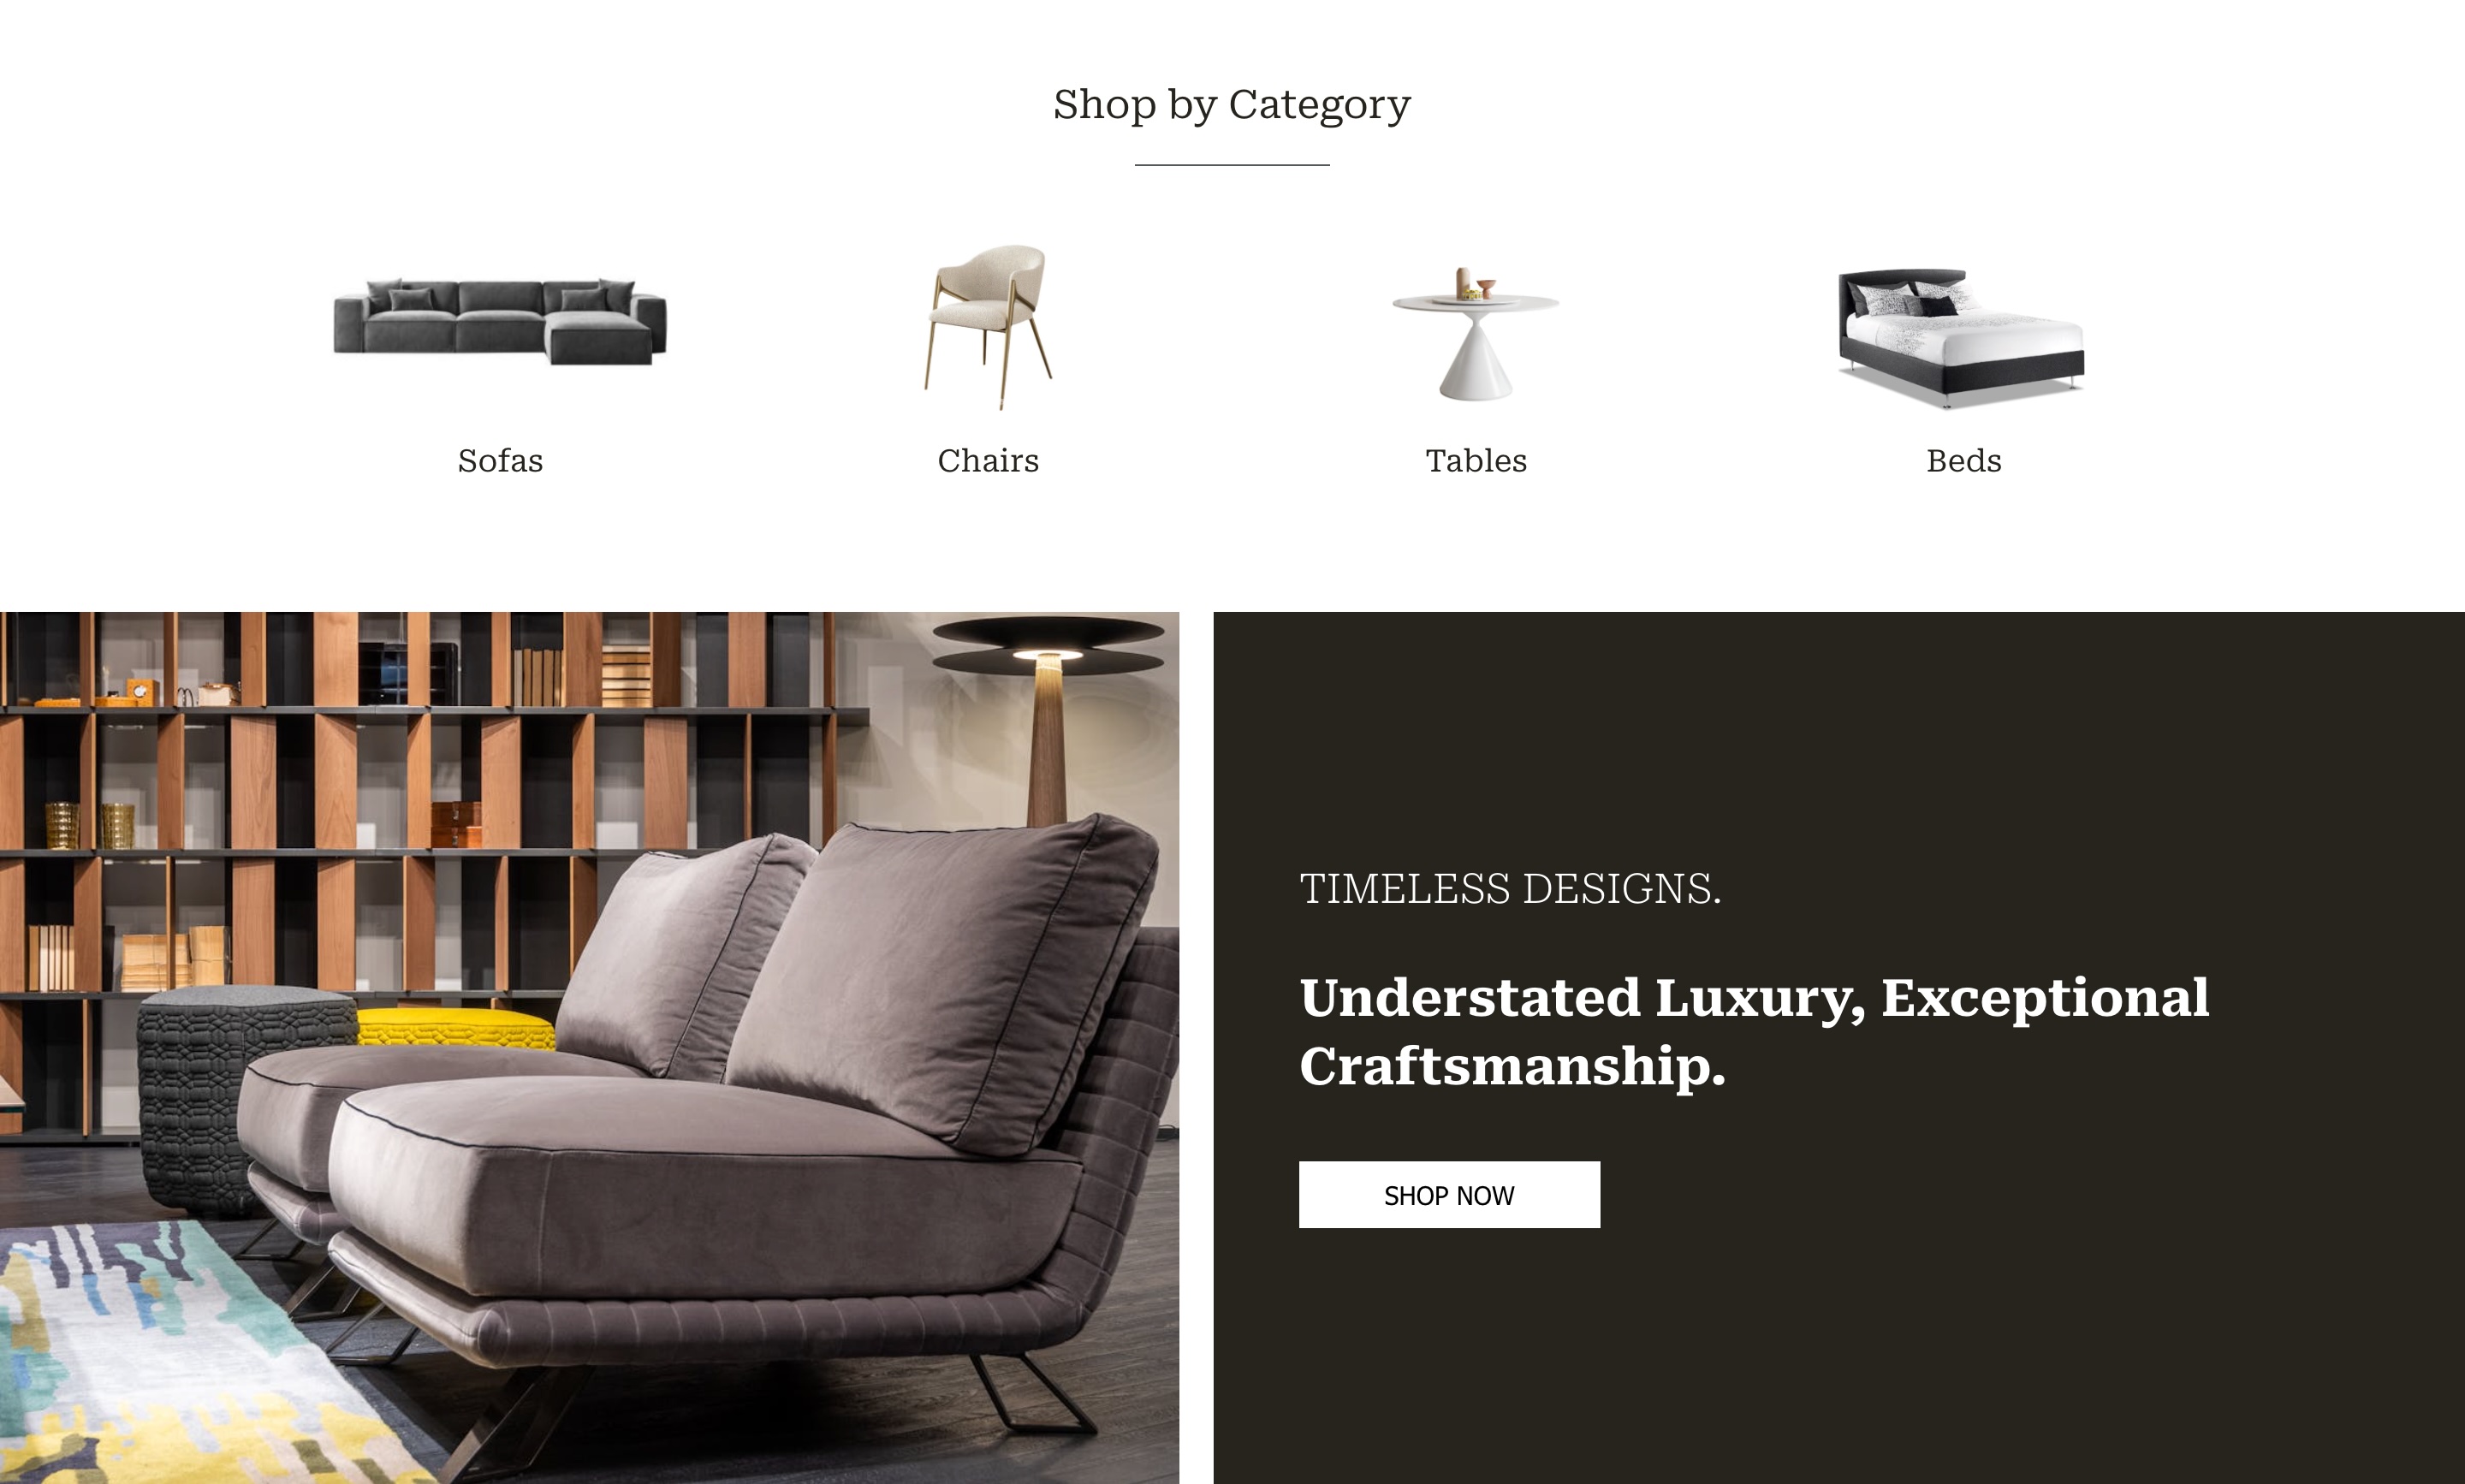 Shop by Category
Sofas
Chairs
Tables
Beds
TIMELESS DESIGNS.
Understated Luxury, Exceptional
Craftsmanship.
SHOP NOW